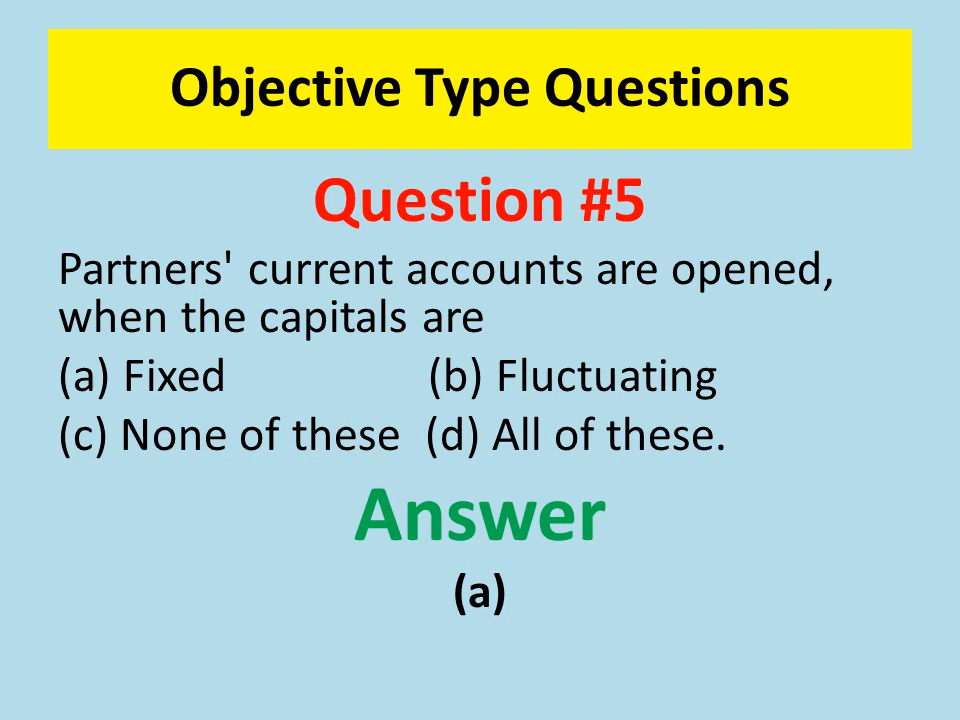 Objective Type Questions
Question #5
Partners' current accounts are opened,
when the capitals are
(a) Fixed (b) Fluctuating
(c) None of these (d) All of these.
Answer
(a)